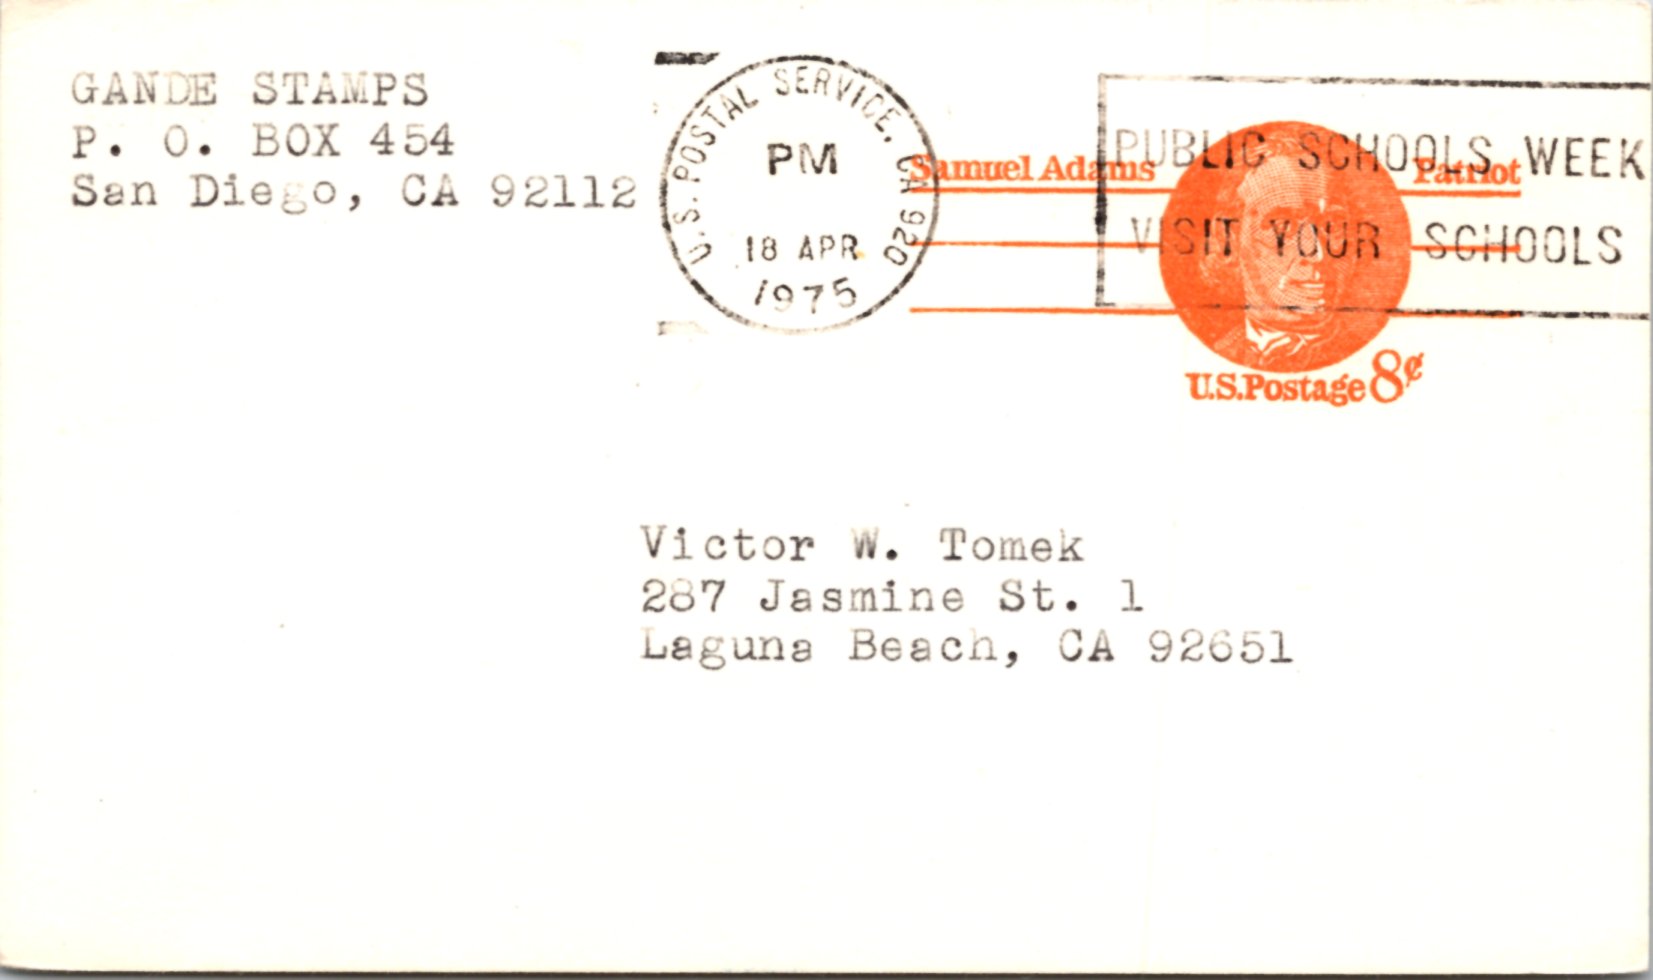 GANDE STAMPS
P. O. BOX 454
San Diego, CA 92112
U.S. POSTAL SERVICE, CA 920
PM
18 APR
1975
PUBLIC SCHOOLS WEEK
VISIT YOUR SCHOOLS
Samuel Adams Patriot
U.S. Postage 8¢
Victor W. Tomek
287 Jasmine St. 1
Laguna Beach, CA 92651